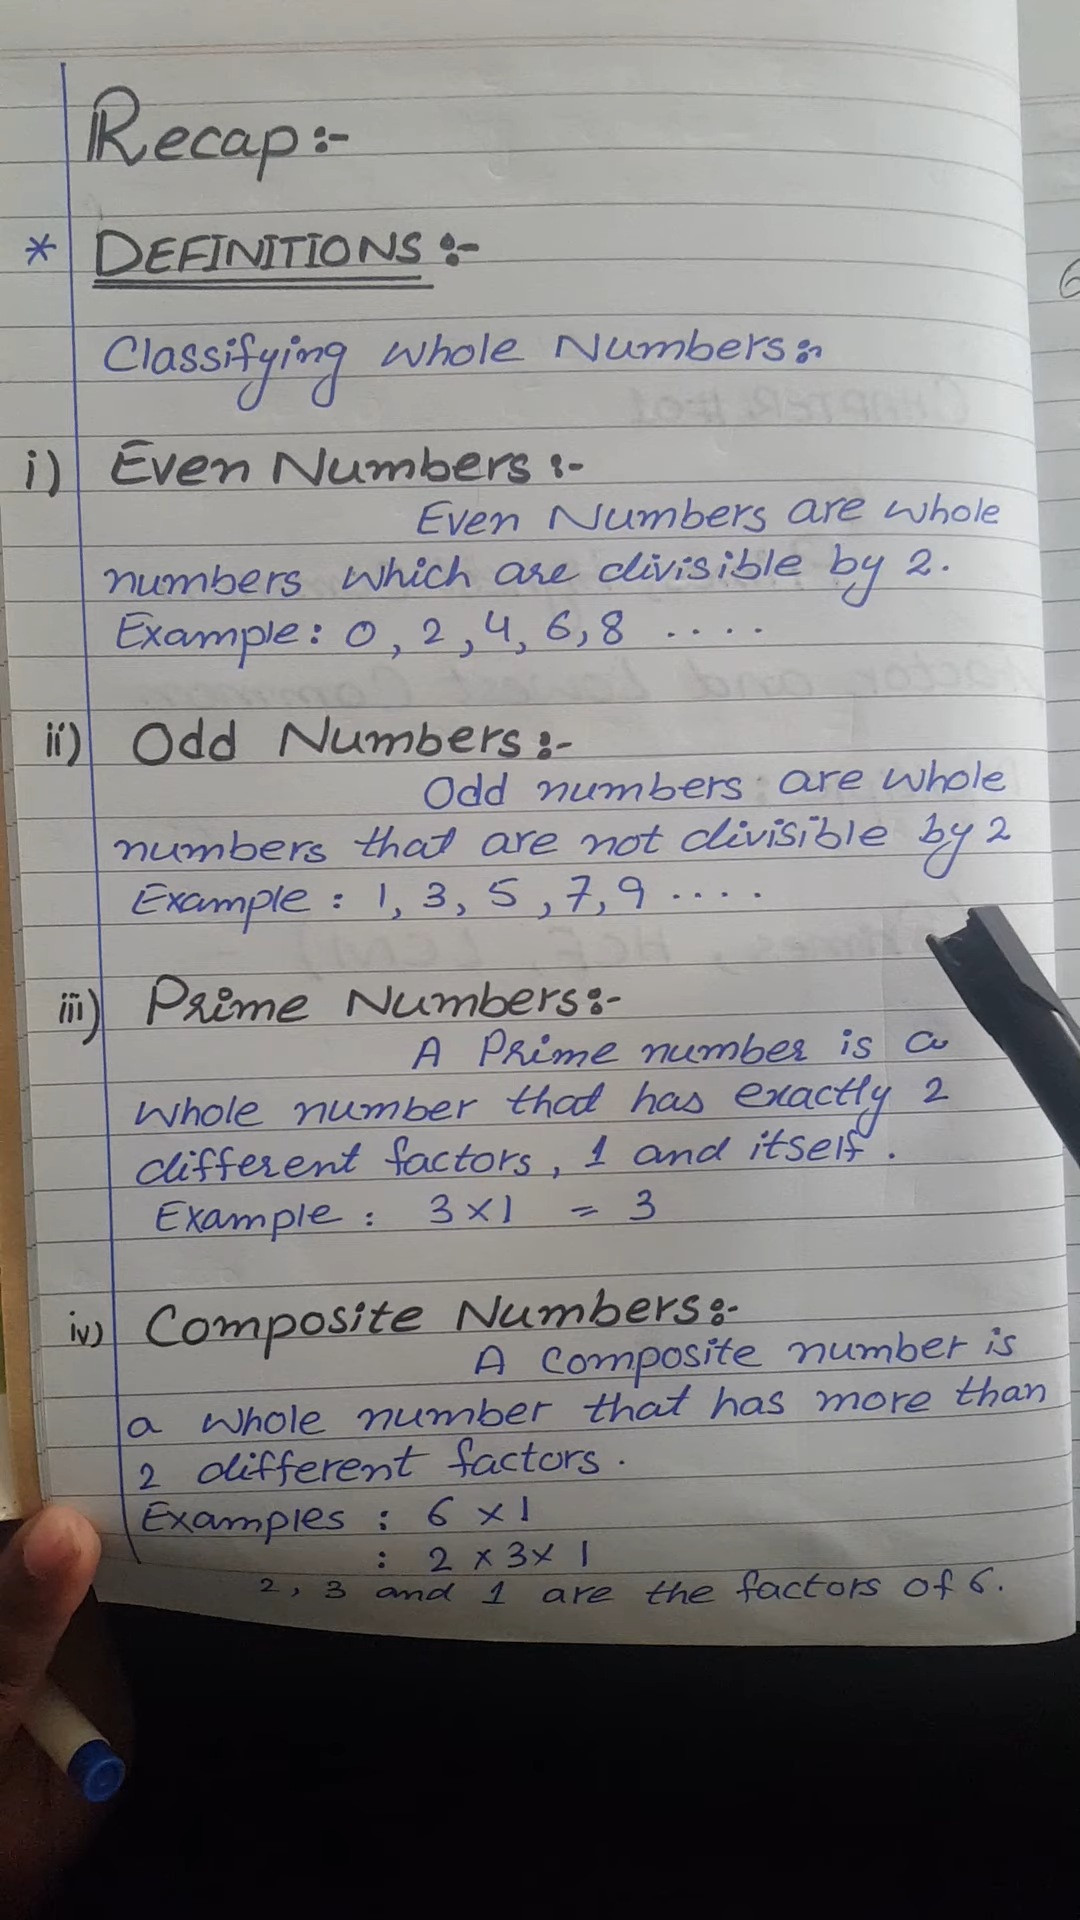 Recap:-
* DEFINITIONS:-
Classifying Whole Numbers:-
i) Even Numbers:-
Even Numbers are whole
numbers which are divisible by 2.
Example: 0, 2, 4, 6, 8 ....
ii) Odd Numbers:-
Odd numbers are whole
numbers that are not divisible by 2
Example: 1, 3, 5, 7, 9 ....
iii) Prime Numbers:-
A Prime number is a
whole number that has exactly 2
different factors, 1 and itself.
Example: 3 x 1 = 3
iv) Composite Numbers:-
A Composite number is
a whole number that has more than
2 different factors.
Examples: 6 x 1
: 2 x 3 x 1
2, 3 and 1 are the factors of 6.